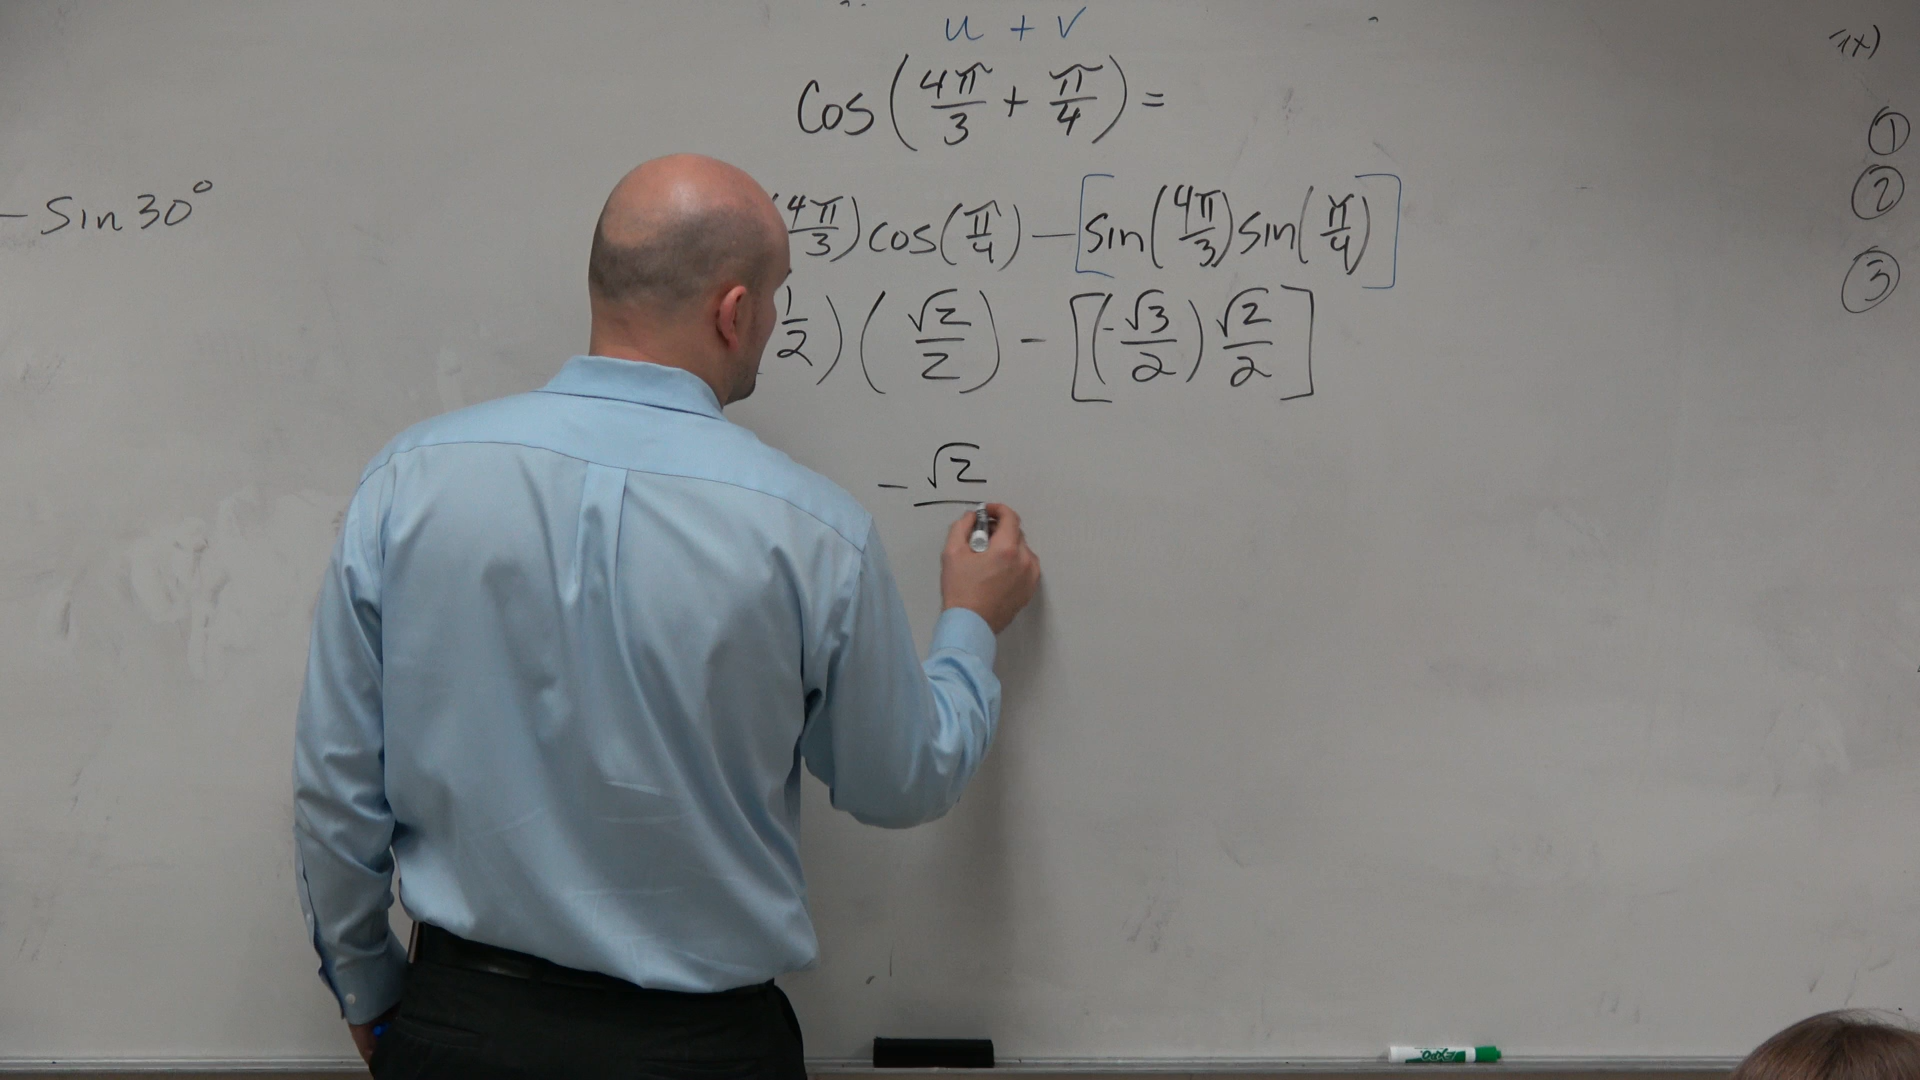 u + v
cos(4π/3 + π/4) =
- Sin 30°
4π/3) cos(π/4) - [sin(4π/3) sin(π/4)]
1/2) (√2/2) - [(-√3/2) √2/2]
-√2
x)
①
②
③
EXPO